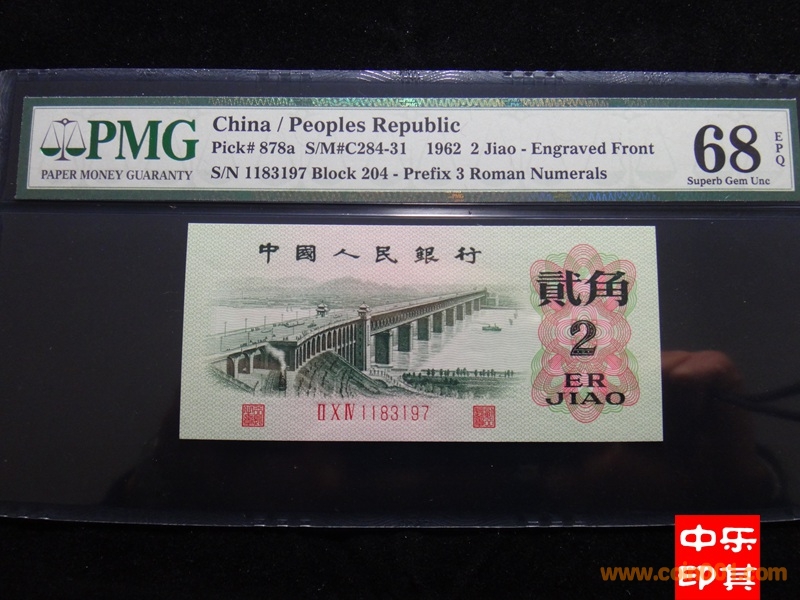 PMG
PAPER MONEY GUARANTY
China / Peoples Republic
Pick# 878a S/M#C284-31 1962 2 Jiao - Engraved Front
S/N 1183197 Block 204 - Prefix 3 Roman Numerals
68
EPQ
Superb Gem Unc
中國人民銀行
貳角
2
ER
JIAO
ⅡⅩⅣ 1183197
中乐
印其